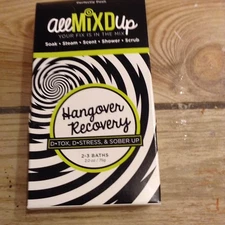 allMiXDup
YOUR FIX IS IN THE MIX
Soak • Steam • Scent • Shower • Scrub
Hangover
Recovery
D•TOX, D•STRESS, & SOBER UP
2-3 BATHS